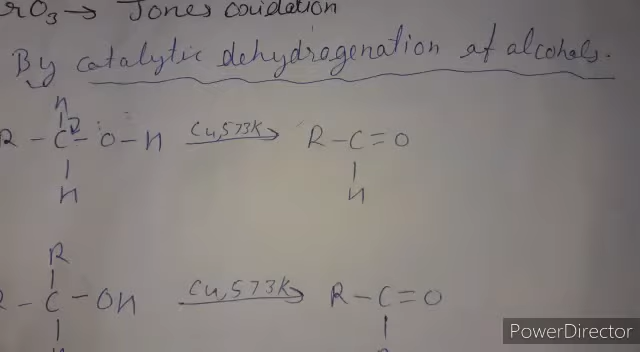 rO3 → Jones oxidation
By catalytic dehydrogenation of alcohols.
H
R - C - O - H Cu, 573K → R - C = O
H H
R
R - C - OH Cu, 573K → R - C = O
PowerDirector